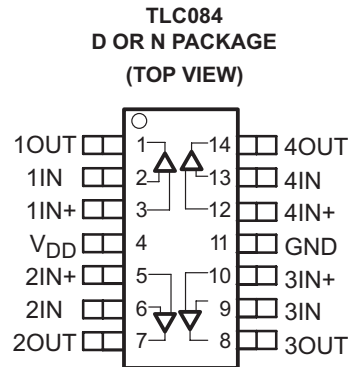 TLC084
D OR N PACKAGE
(TOP VIEW)
1OUT 1 14 4OUT
1IN 2 13 4IN
1IN+ 3 12 4IN+
VDD 4 11 GND
2IN+ 5 10 3IN+
2IN 6 9 3IN
2OUT 7 8 3OUT